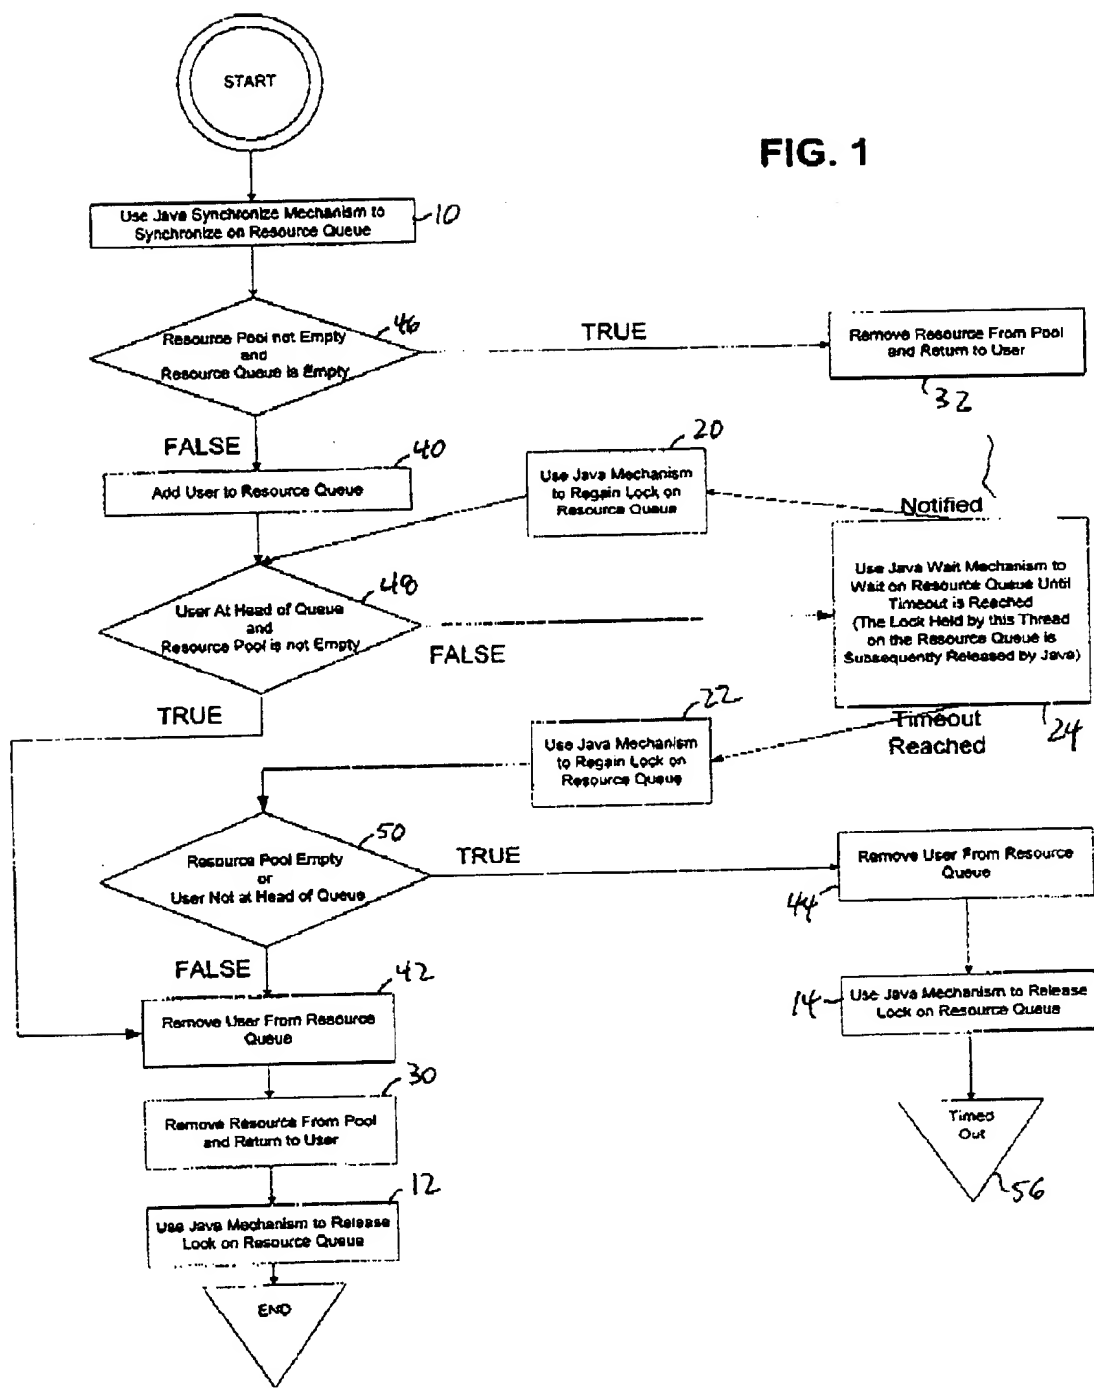 START
FIG. 1
Use Java Synchronize Mechanism to
Synchronize on Resource Queue
10
Resource Pool not Empty
and
Resource Queue is Empty
46
TRUE
Remove Resource From Pool
and Return to User
32
FALSE
40
Add User to Resource Queue
20
Use Java Mechanism
to Regain Lock on
Resource Queue
Notified
User At Head of Queue
and
Resource Pool is not Empty
48
FALSE
Use Java Wait Mechanism to
Wait on Resource Queue Until
Timeout is Reached
(The Lock Held by this Thread
on the Resource Queue is
Subsequently Released by Java)
24
TRUE
22
Use Java Mechanism
to Regain Lock on
Resource Queue
Timeout
Reached
Resource Pool Empty
or
User Not at Head of Queue
50
TRUE
Remove User From Resource
Queue
44
FALSE
42
Remove User From Resource
Queue
14
Use Java Mechanism to Release
Lock on Resource Queue
30
Remove Resource From Pool
and Return to User
Timed
Out
56
12
Use Java Mechanism to Release
Lock on Resource Queue
END